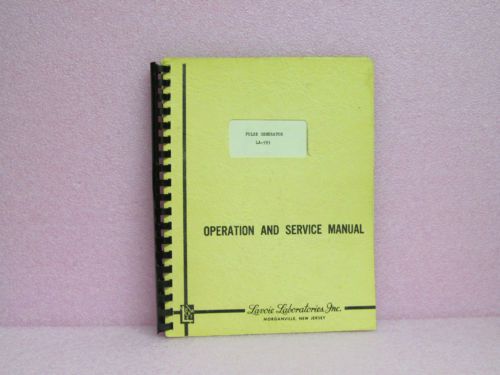 PULSE GENERATOR
OPERATION AND SERVICE MANUAL
Lavoie Laboratories, Inc.
MORGANVILLE, NEW JERSEY